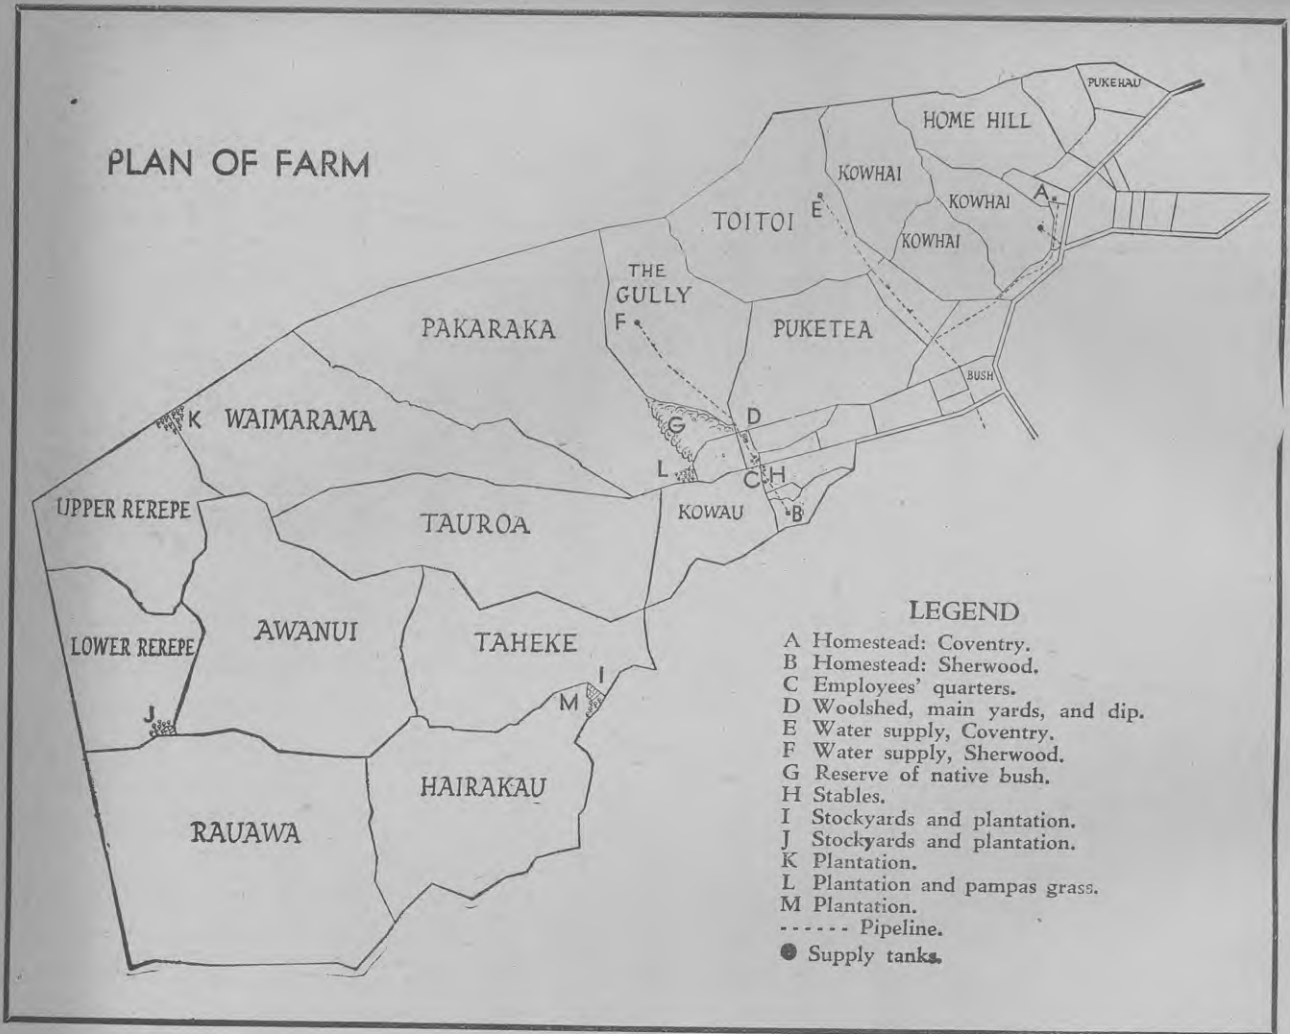 PLAN OF FARM
PUKEHAU
HOME HILL
KOWHAI
KOWHAI
KOWHAI
A
E
TOITOI
THE
GULLY
F
PAKARAKA
PUKETEA
BUSH
K
WAIMARAMA
G
D
L
C
H
UPPER REREPE
TAUROA
KOWAU
B
LOWER REREPE
AWANUI
TAHEKE
I
M
J
HAIRAKAU
RAUAWA
LEGEND
A Homestead: Coventry.
B Homestead: Sherwood.
C Employees' quarters.
D Woolshed, main yards, and dip.
E Water supply, Coventry.
F Water supply, Sherwood.
G Reserve of native bush.
H Stables.
I Stockyards and plantation.
J Stockyards and plantation.
K Plantation.
L Plantation and pampas grass.
M Plantation.
------ Pipeline.
● Supply tanks.